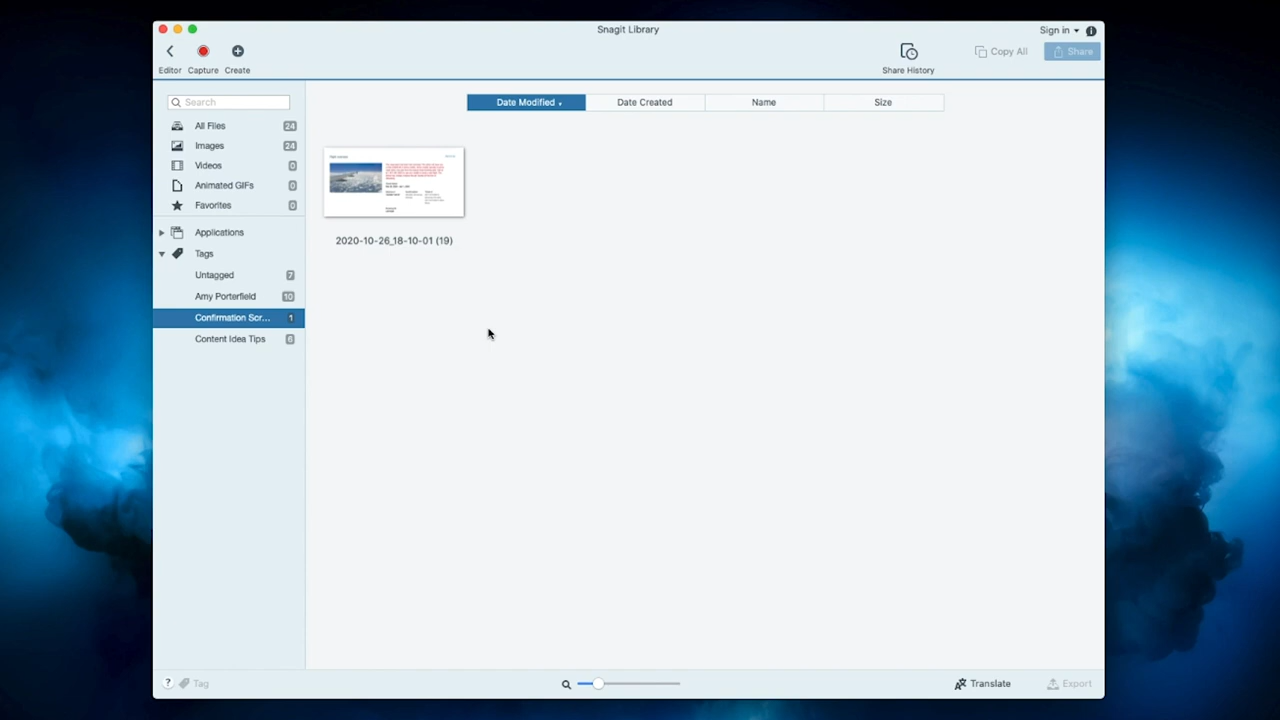 Snagit Library
Sign in
Editor
Capture
Create
Share History
Copy All
Share
Search
Date Modified
Date Created
Name
Size
All Files 24
Images 24
Videos 0
Animated GIFs 0
Favorites 0
Applications
Tags
Untagged 7
Amy Porterfield 10
Confirmation Scr... 1
Content Idea Tips 6
2020-10-26_18-10-01 (19)
? Tag
Translate
Export